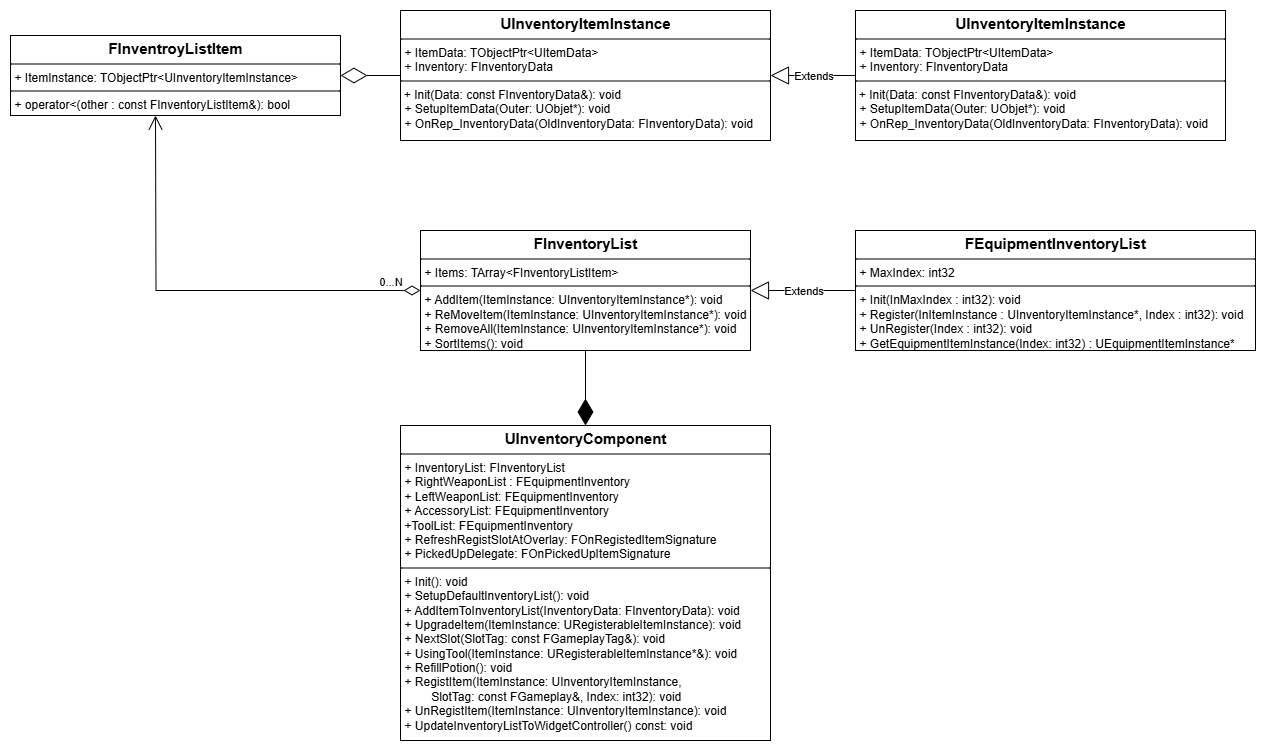 FInventroyListItem
+ ItemInstance: TObjectPtr<UInventoryItemInstance>
+ operator<(other : const FInventoryListItem&): bool
UInventoryItemInstance
+ ItemData: TObjectPtr<UItemData>
+ Inventory: FInventoryData
+ Init(Data: const FInventoryData&): void
+ SetupItemData(Outer: UObjet*): void
+ OnRep_InventoryData(OldInventoryData: FInventoryData): void
Extends
UInventoryItemInstance
+ ItemData: TObjectPtr<UItemData>
+ Inventory: FInventoryData
+ Init(Data: const FInventoryData&): void
+ SetupItemData(Outer: UObjet*): void
+ OnRep_InventoryData(OldInventoryData: FInventoryData): void
0...N
FInventoryList
+ Items: TArray<FInventoryListItem>
+ AddItem(ItemInstance: UInventoryItemInstance*): void
+ ReMoveItem(ItemInstance: UInventoryItemInstance*): void
+ RemoveAll(ItemInstance: UInventoryItemInstance*): void
+ SortItems(): void
Extends
FEquipmentInventoryList
+ MaxIndex: int32
+ Init(InMaxIndex : int32): void
+ Register(InItemInstance : UInventoryItemInstance*, Index : int32): void
+ UnRegister(Index : int32): void
+ GetEquipmentItemInstance(Index: int32) : UEquipmentItemInstance*
UInventoryComponent
+ InventoryList: FInventoryList
+ RightWeaponList : FEquipmentInventory
+ LeftWeaponList: FEquipmentInventory
+ AccessoryList: FEquipmentInventory
+ToolList: FEquipmentInventory
+ RefreshRegistSlotAtOverlay: FOnRegistedItemSignature
+ PickedUpDelegate: FOnPickedUpItemSignature
+ Init(): void
+ SetupDefaultInventoryList(): void
+ AddItemToInventoryList(InventoryData: FInventoryData): void
+ UpgradeItem(ItemInstance: URegisterableItemInstance): void
+ NextSlot(SlotTag: const FGameplayTag&): void
+ UsingTool(ItemInstance: URegisterableItemInstance*&): void
+ RefillPotion(): void
+ RegistItem(ItemInstance: UInventoryItemInstance,
SlotTag: const FGameplay&, Index: int32): void
+ UnRegistItem(ItemInstance: UInventoryItemInstance): void
+ UpdateInventoryListToWidgetController() const: void